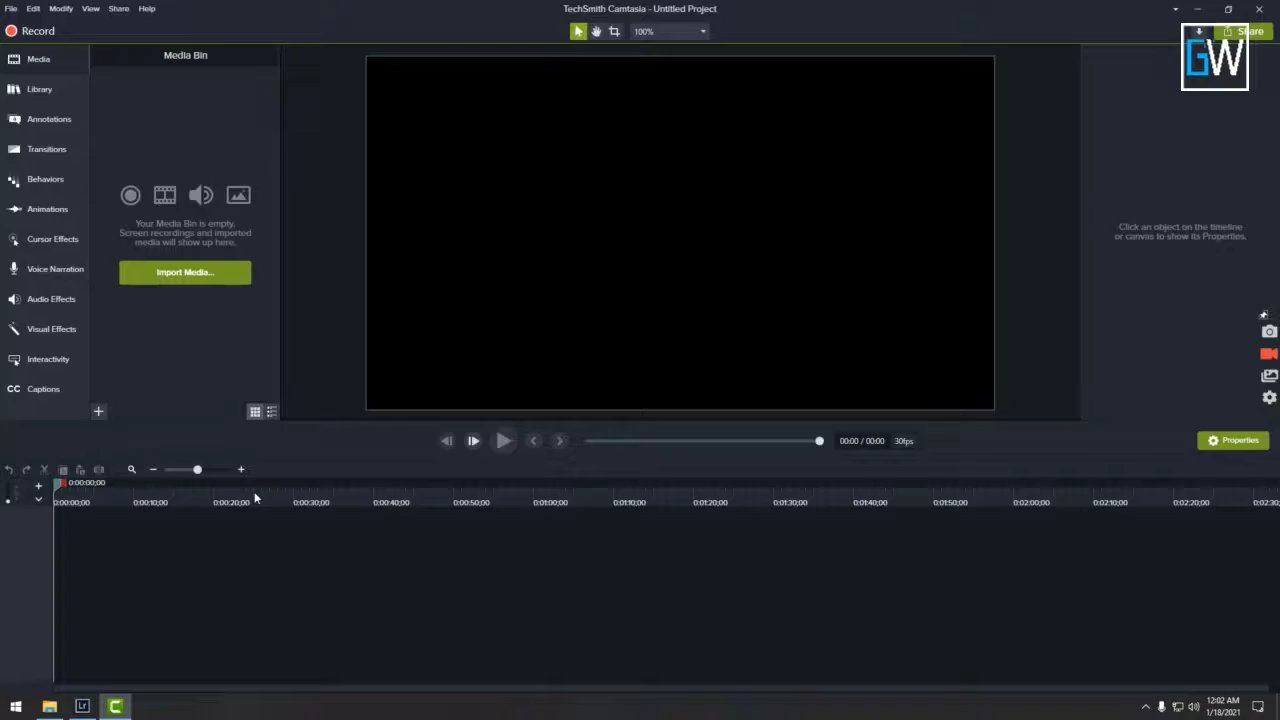 File Edit Modify View Share Help
TechSmith Camtasia - Untitled Project
Record
100%
Share
GW
Media
Library
Annotations
Transitions
Behaviors
Animations
Cursor Effects
Voice Narration
Audio Effects
Visual Effects
Interactivity
CC Captions
Media Bin
Your Media Bin is empty.
Screen recordings and imported
media will show up here.
Import Media...
Click an object on the timeline
or canvas to show its Properties.
00:00 / 00:00 30fps
Properties
0:00:00;00
0:00:00;00 0:00:10;00 0:00:20;00 0:00:30;00 0:00:40;00 0:00:50;00 0:01:00;00 0:01:10;00 0:01:20;00 0:01:30;00 0:01:40;00 0:01:50;00 0:02:00;00 0:02:10;00 0:02:20;00 0:02:30
Lr
C
12:02 AM
1/18/2021